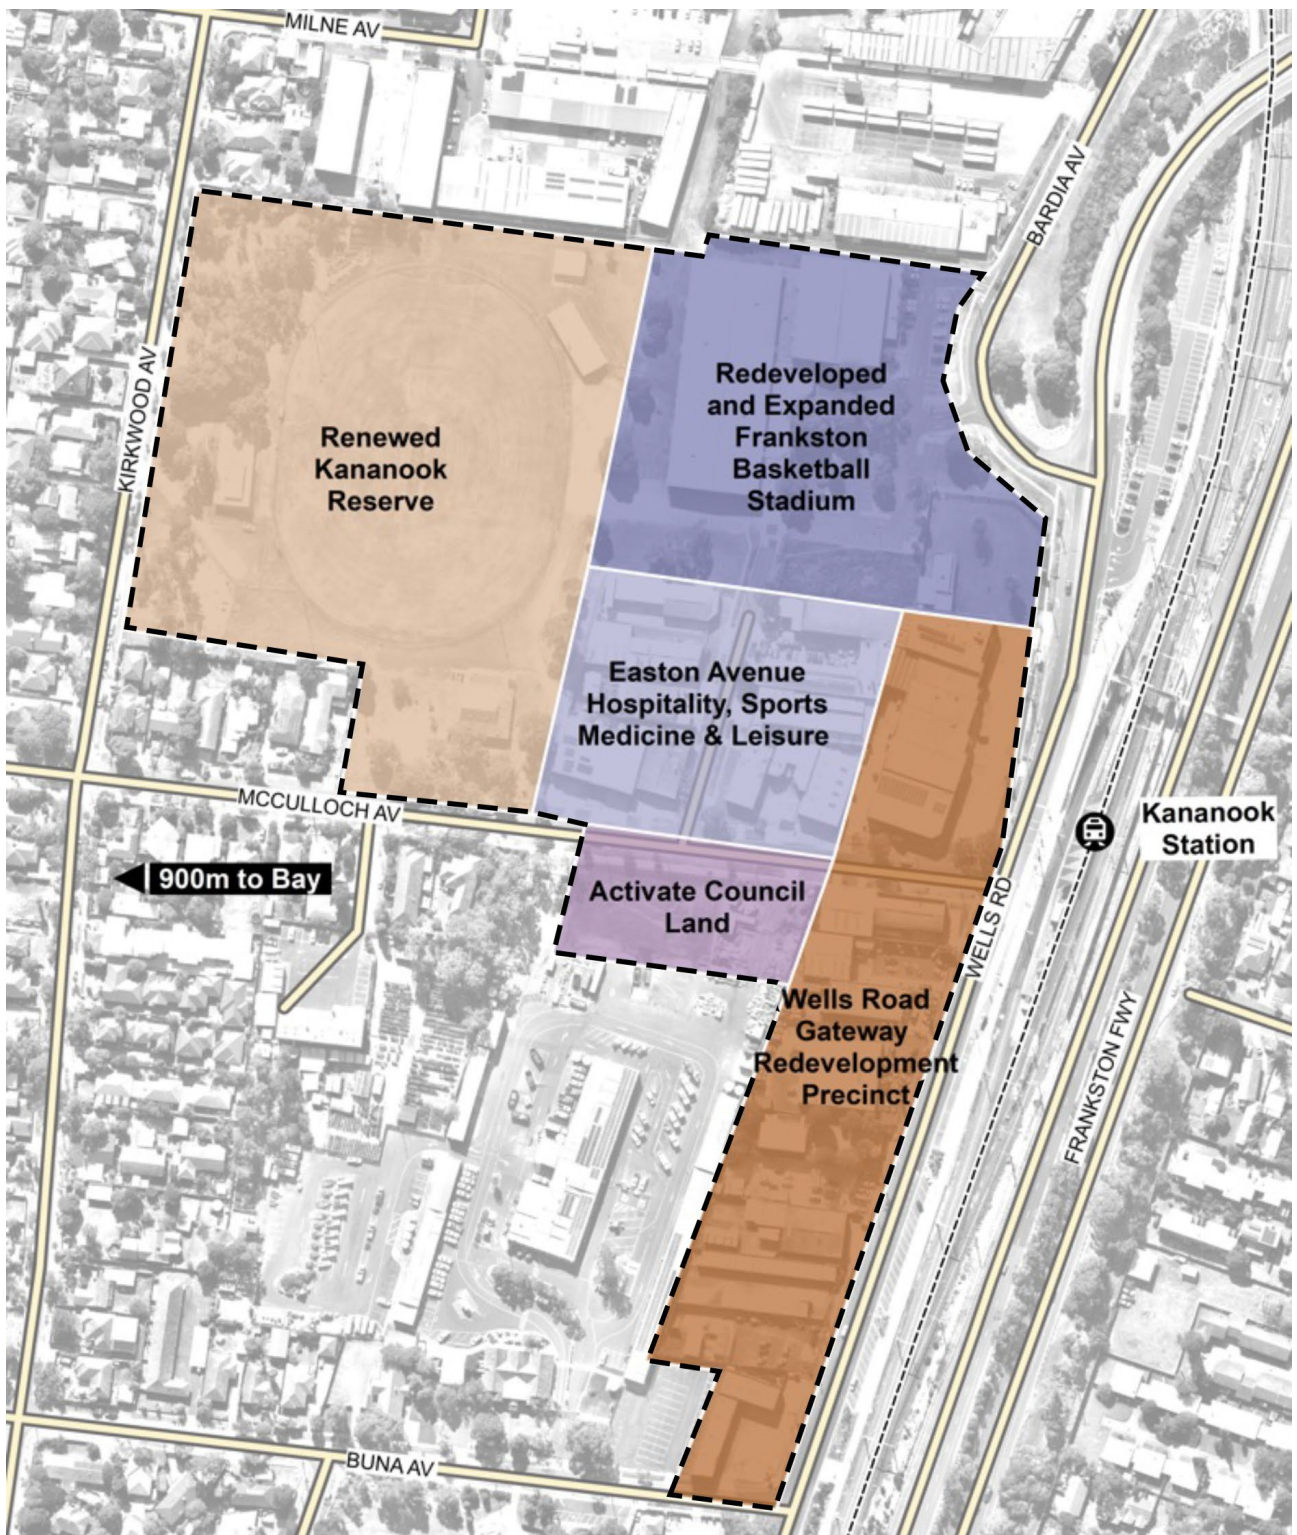 MILNE AV
BARDIA AV
KIRKWOOD AV
Redeveloped
and Expanded
Frankston
Basketball
Stadium
Renewed
Kananook
Reserve
Easton Avenue
Hospitality, Sports
Medicine & Leisure
MCCULLOCH AV
Kananook
Station
900m to Bay
Activate Council
Land
WELLS RD
Wells Road
Gateway
Redevelopment
Precinct
FRANKSTON FWY
BUNA AV